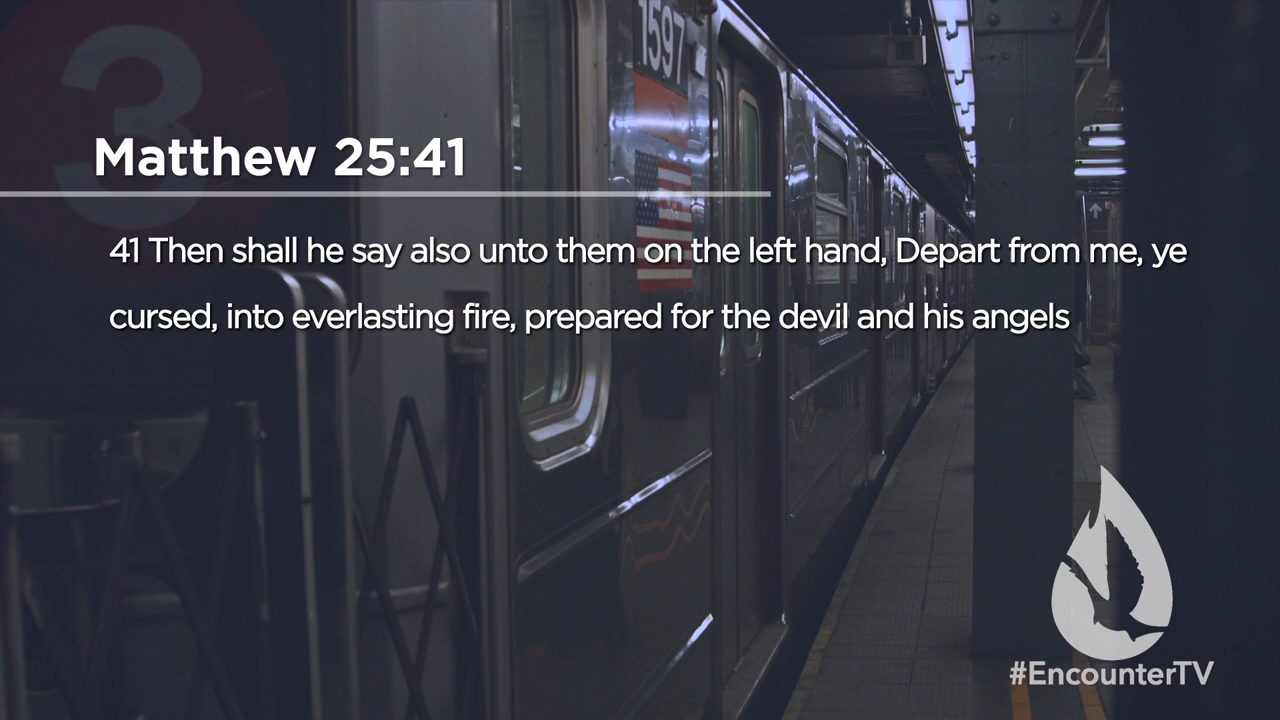 3
1597
Matthew 25:41
41 Then shall he say also unto them on the left hand, Depart from me, ye
cursed, into everlasting fire, prepared for the devil and his angels
#EncounterTV